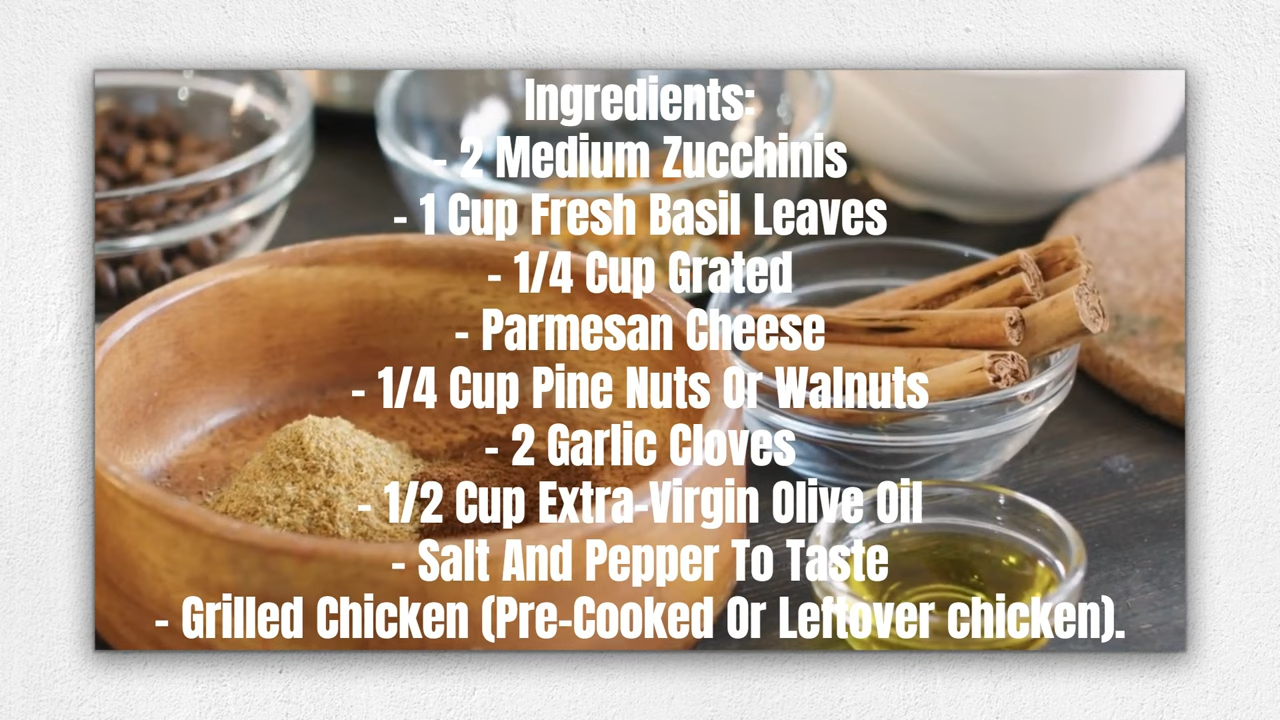 Ingredients:
- 2 Medium Zucchinis
- 1 Cup Fresh Basil Leaves
- 1/4 Cup Grated
- Parmesan Cheese
- 1/4 Cup Pine Nuts Or Walnuts
- 2 Garlic Cloves
- 1/2 Cup Extra-Virgin Olive Oil
- Salt And Pepper To Taste
- Grilled Chicken (Pre-Cooked Or Leftover chicken).